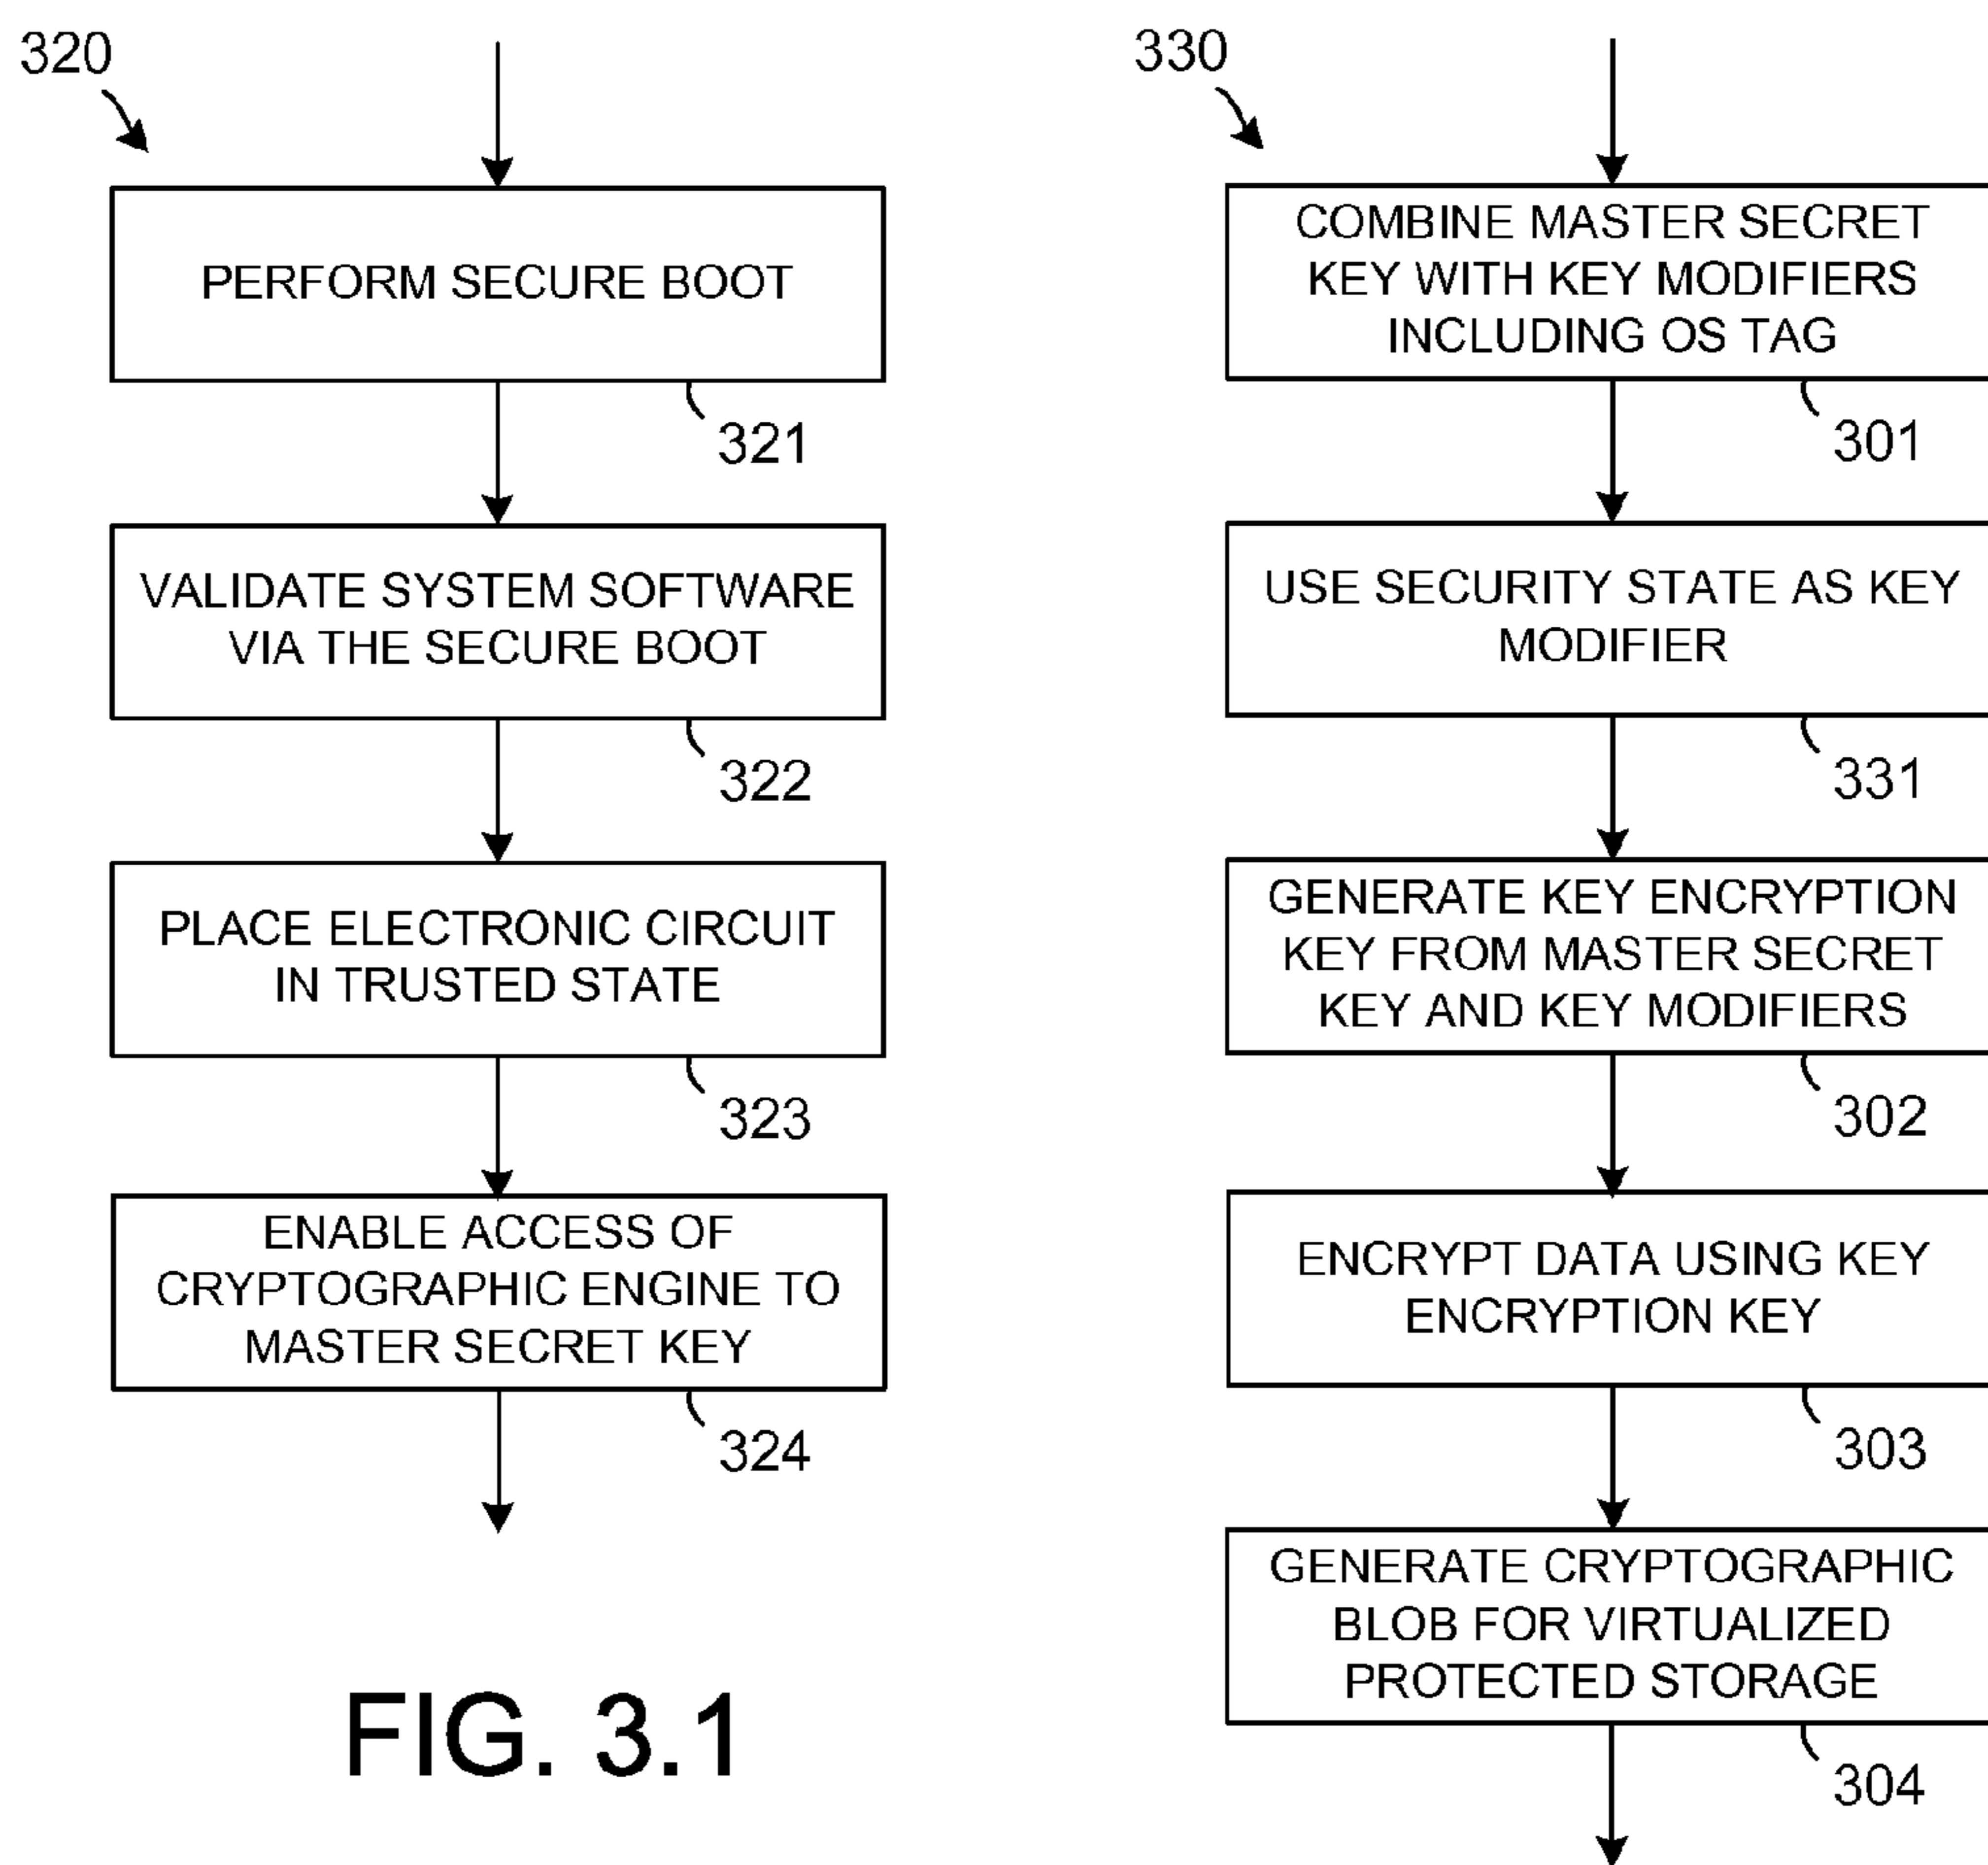 320
PERFORM SECURE BOOT
321
VALIDATE SYSTEM SOFTWARE
VIA THE SECURE BOOT
322
PLACE ELECTRONIC CIRCUIT
IN TRUSTED STATE
323
ENABLE ACCESS OF
CRYPTOGRAPHIC ENGINE TO
MASTER SECRET KEY
324
FIG. 3.1
330
COMBINE MASTER SECRET
KEY WITH KEY MODIFIERS
INCLUDING OS TAG
301
USE SECURITY STATE AS KEY
MODIFIER
331
GENERATE KEY ENCRYPTION
KEY FROM MASTER SECRET
KEY AND KEY MODIFIERS
302
ENCRYPT DATA USING KEY
ENCRYPTION KEY
303
GENERATE CRYPTOGRAPHIC
BLOB FOR VIRTUALIZED
PROTECTED STORAGE
304